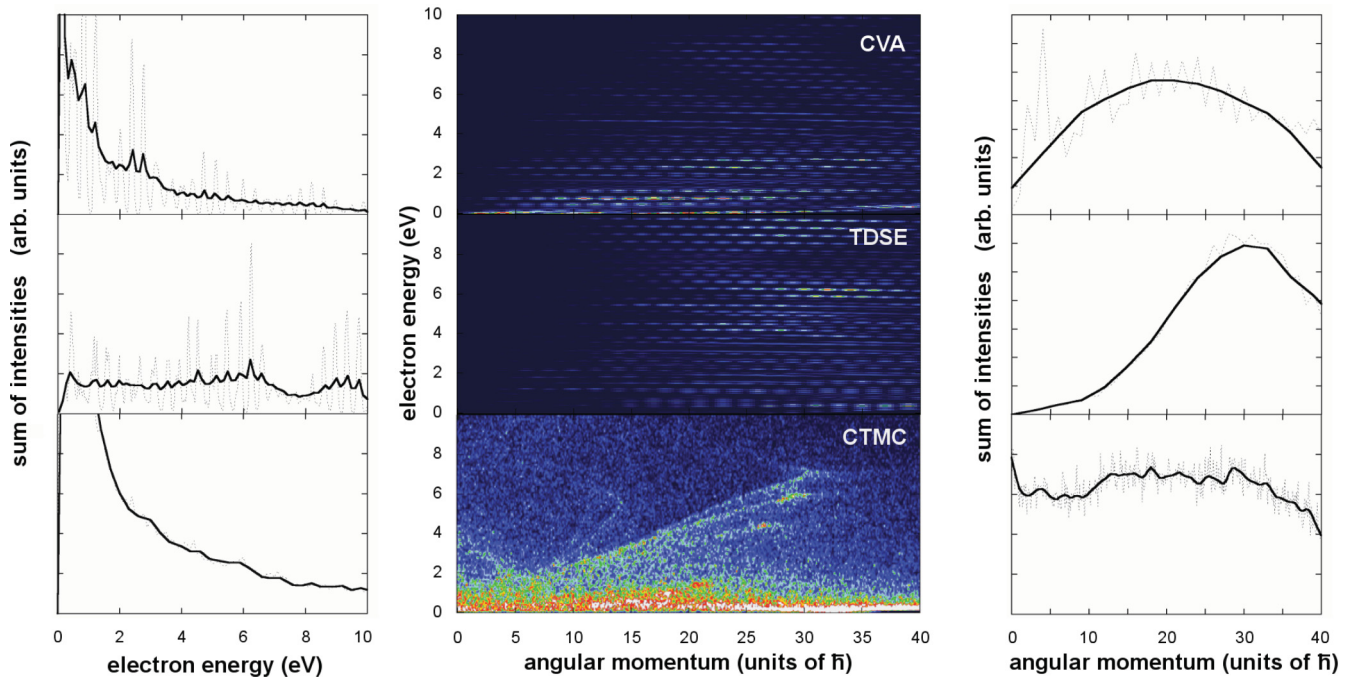 sum of intensities (arb. units)
0 2 4 6 8 10
electron energy (eV)
electron energy (eV)
10
8
6
4
2
0
8
6
4
2
0
8
6
4
2
0
CVA
TDSE
CTMC
0 5 10 15 20 25 30 35 40
angular momentum (units of ħ)
sum of intensities (arb. units)
0 10 20 30 40
angular momentum (units of ħ)